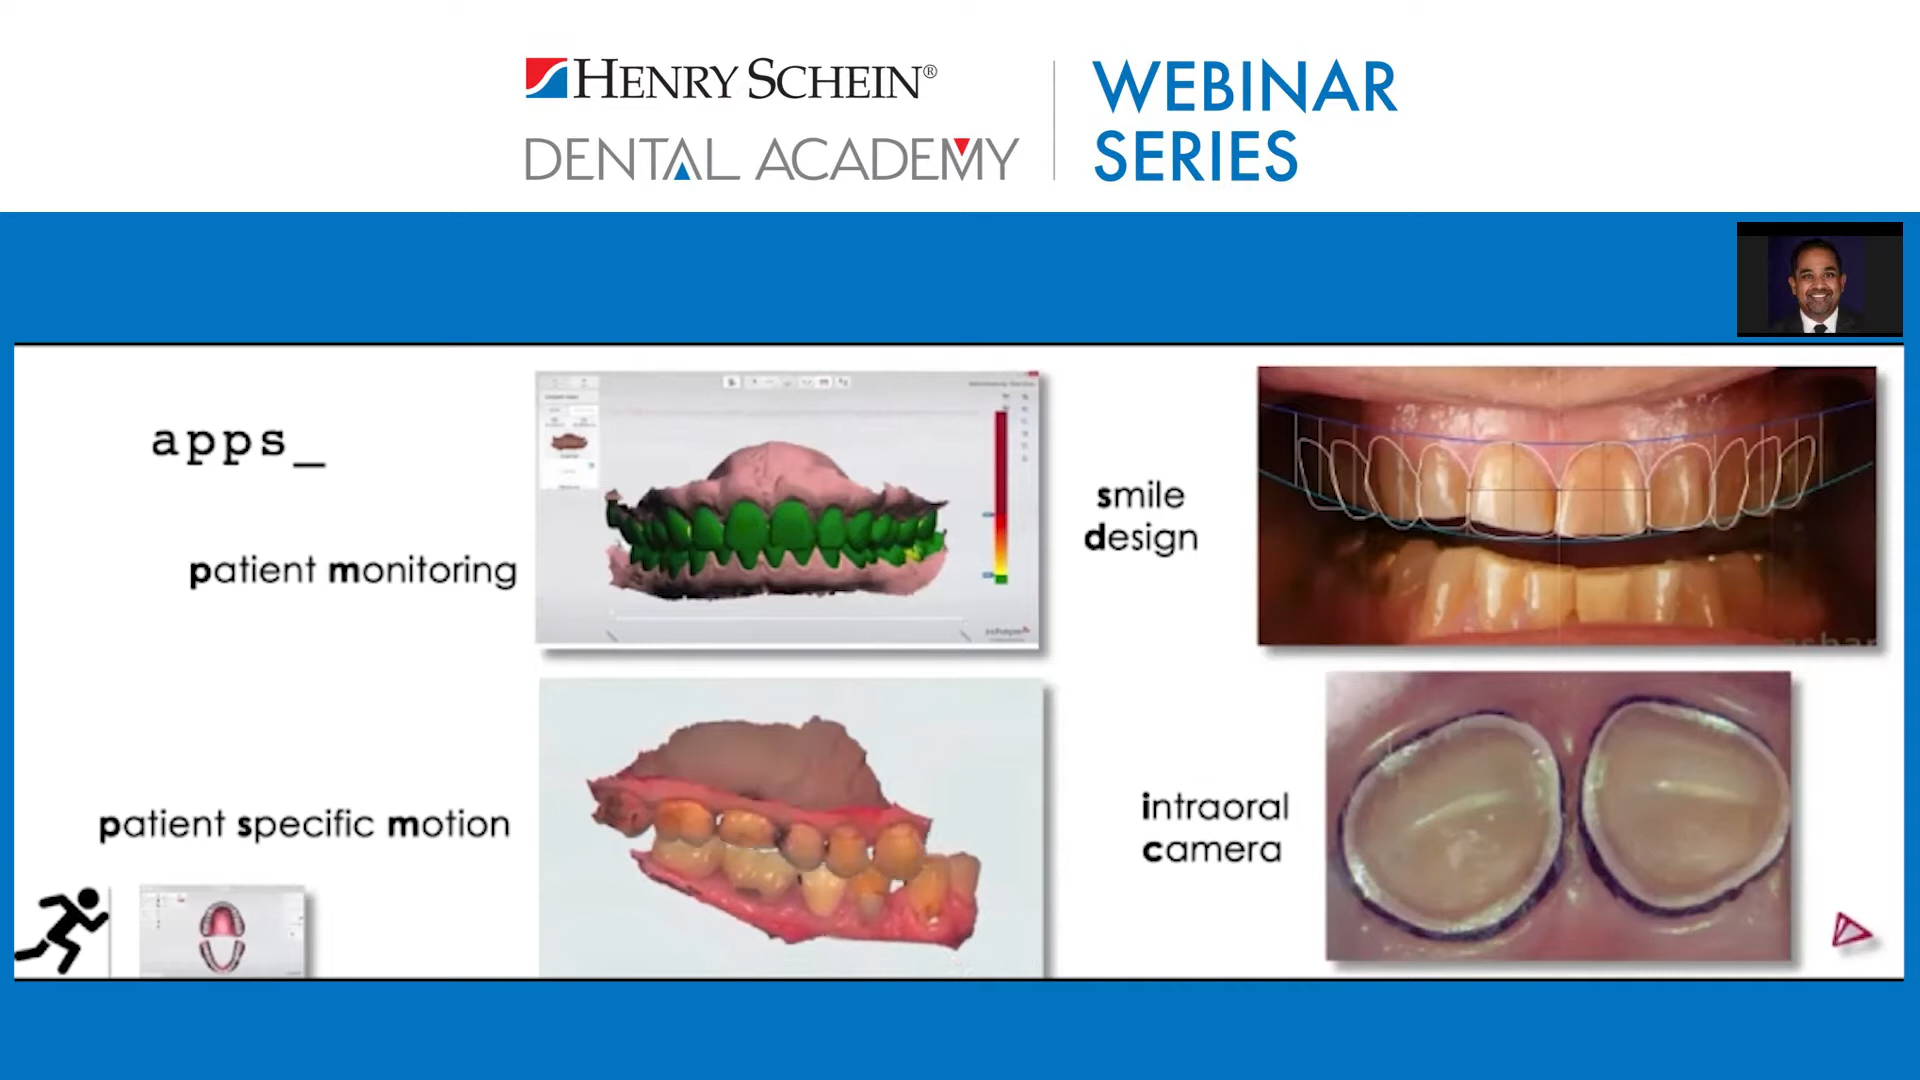 HENRY SCHEIN®
DENTAL ACADEMY
WEBINAR
SERIES
apps_
patient monitoring
smile
design
patient specific motion
intraoral
camera